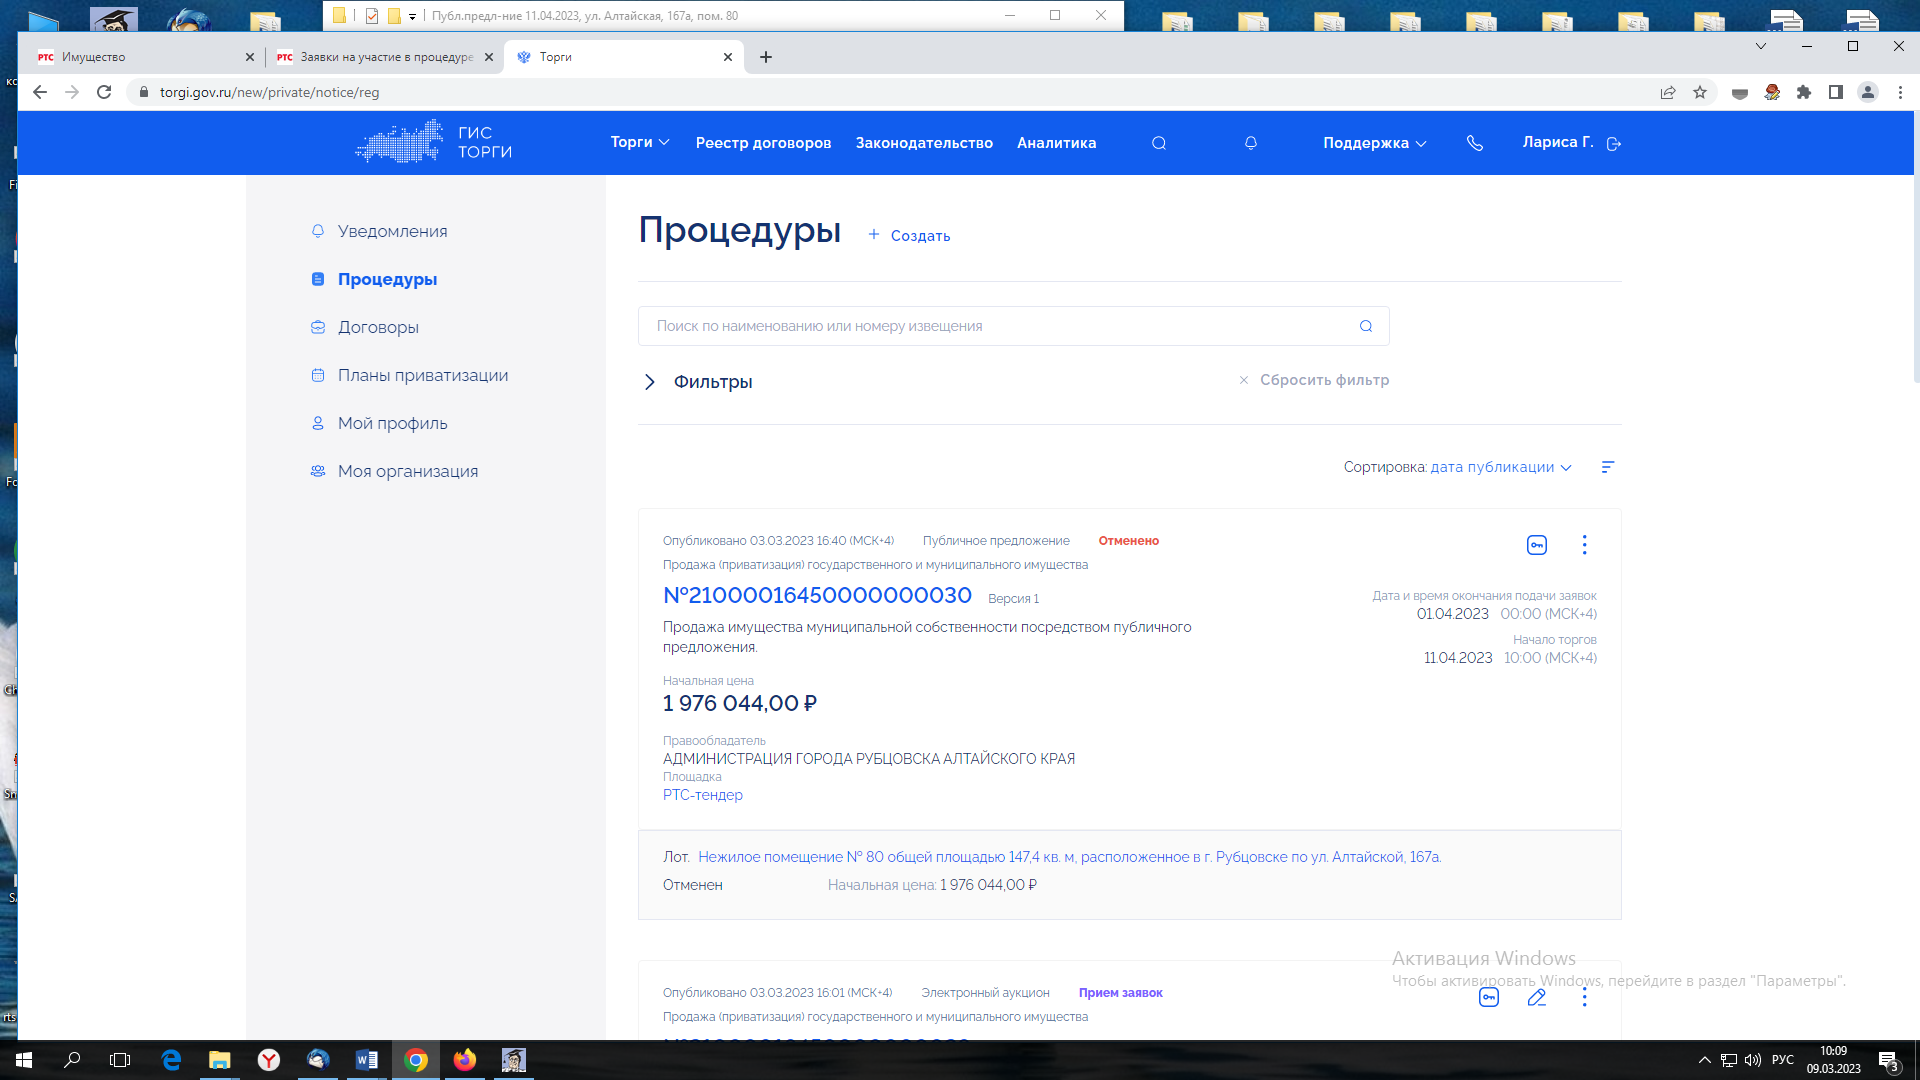 Публ.предл-ние 11.04.2023, ул. Алтайская, 167а, пом. 80
Имущество
Заявки на участие в процедуре
Торги
torgi.gov.ru/new/private/notice/reg
ГИС
ТОРГИ
Торги
Реестр договоров
Законодательство
Аналитика
Поддержка
Лариса Г.
Уведомления
Процедуры
Договоры
Планы приватизации
Мой профиль
Моя организация
Процедуры
+ Создать
Поиск по наименованию или номеру извещения
Фильтры
Сбросить фильтр
Сортировка: дата публикации
Опубликовано 03.03.2023 16:40 (МСК+4) Публичное предложение Отменено
Продажа (приватизация) государственного и муниципального имущества
№21000016450000000030 Версия 1
Продажа имущества муниципальной собственности посредством публичного
предложения.
Дата и время окончания подачи заявок
01.04.2023 00:00 (МСК+4)
Начало торгов
11.04.2023 10:00 (МСК+4)
Начальная цена
1 976 044,00 ₽
Правообладатель
АДМИНИСТРАЦИЯ ГОРОДА РУБЦОВСКА АЛТАЙСКОГО КРАЯ
Площадка
РТС-тендер
Лот. Нежилое помещение № 80 общей площадью 147,4 кв. м, расположенное в г. Рубцовске по ул. Алтайской, 167а.
Отменен Начальная цена: 1 976 044,00 ₽
Активация Windows
Чтобы активировать Windows, перейдите в раздел "Параметры".
Опубликовано 03.03.2023 16:01 (МСК+4) Электронный аукцион Прием заявок
Продажа (приватизация) государственного и муниципального имущества
РУС
10:09
09.03.2023
3